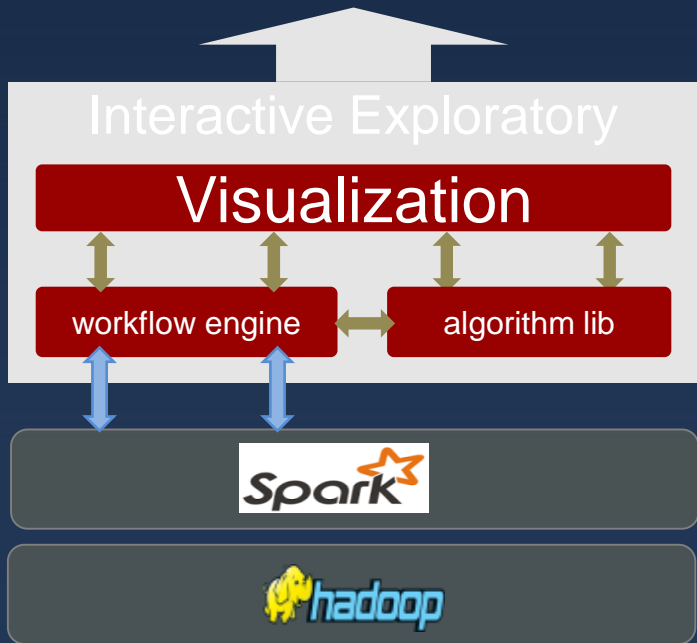 Interactive Exploratory
Visualization
workflow engine
algorithm lib
Spark
hadoop